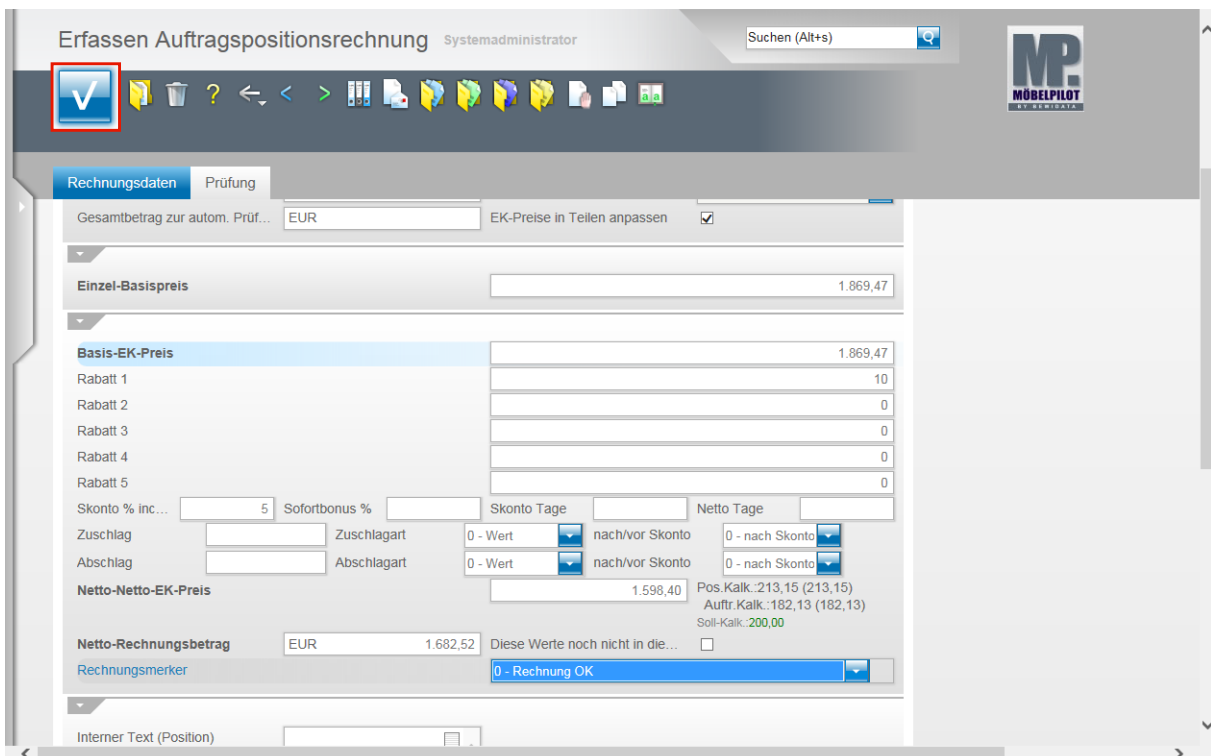 Erfassen Auftragspositionsrechnung Systemadministrator Suchen (Alt+s)
MP.
MÖBELPILOT
BY BEMIDATA
Rechnungsdaten Prüfung
Gesamtbetrag zur autom. Prüf... EUR EK-Preise in Teilen anpassen
Einzel-Basispreis 1.869,47
Basis-EK-Preis 1.869,47
Rabatt 1 10
Rabatt 2 0
Rabatt 3 0
Rabatt 4 0
Rabatt 5 0
Skonto % inc... 5 Sofortbonus % Skonto Tage Netto Tage
Zuschlag Zuschlagart 0 - Wert nach/vor Skonto 0 - nach Skonto
Abschlag Abschlagart 0 - Wert nach/vor Skonto 0 - nach Skonto
Netto-Netto-EK-Preis 1.598,40 Pos.Kalk.:213,15 (213,15)
Auftr.Kalk.:182,13 (182,13)
Soll-Kalk.:200,00
Netto-Rechnungsbetrag EUR 1.682,52 Diese Werte noch nicht in die...
Rechnungsmerker 0 - Rechnung OK
Interner Text (Position)